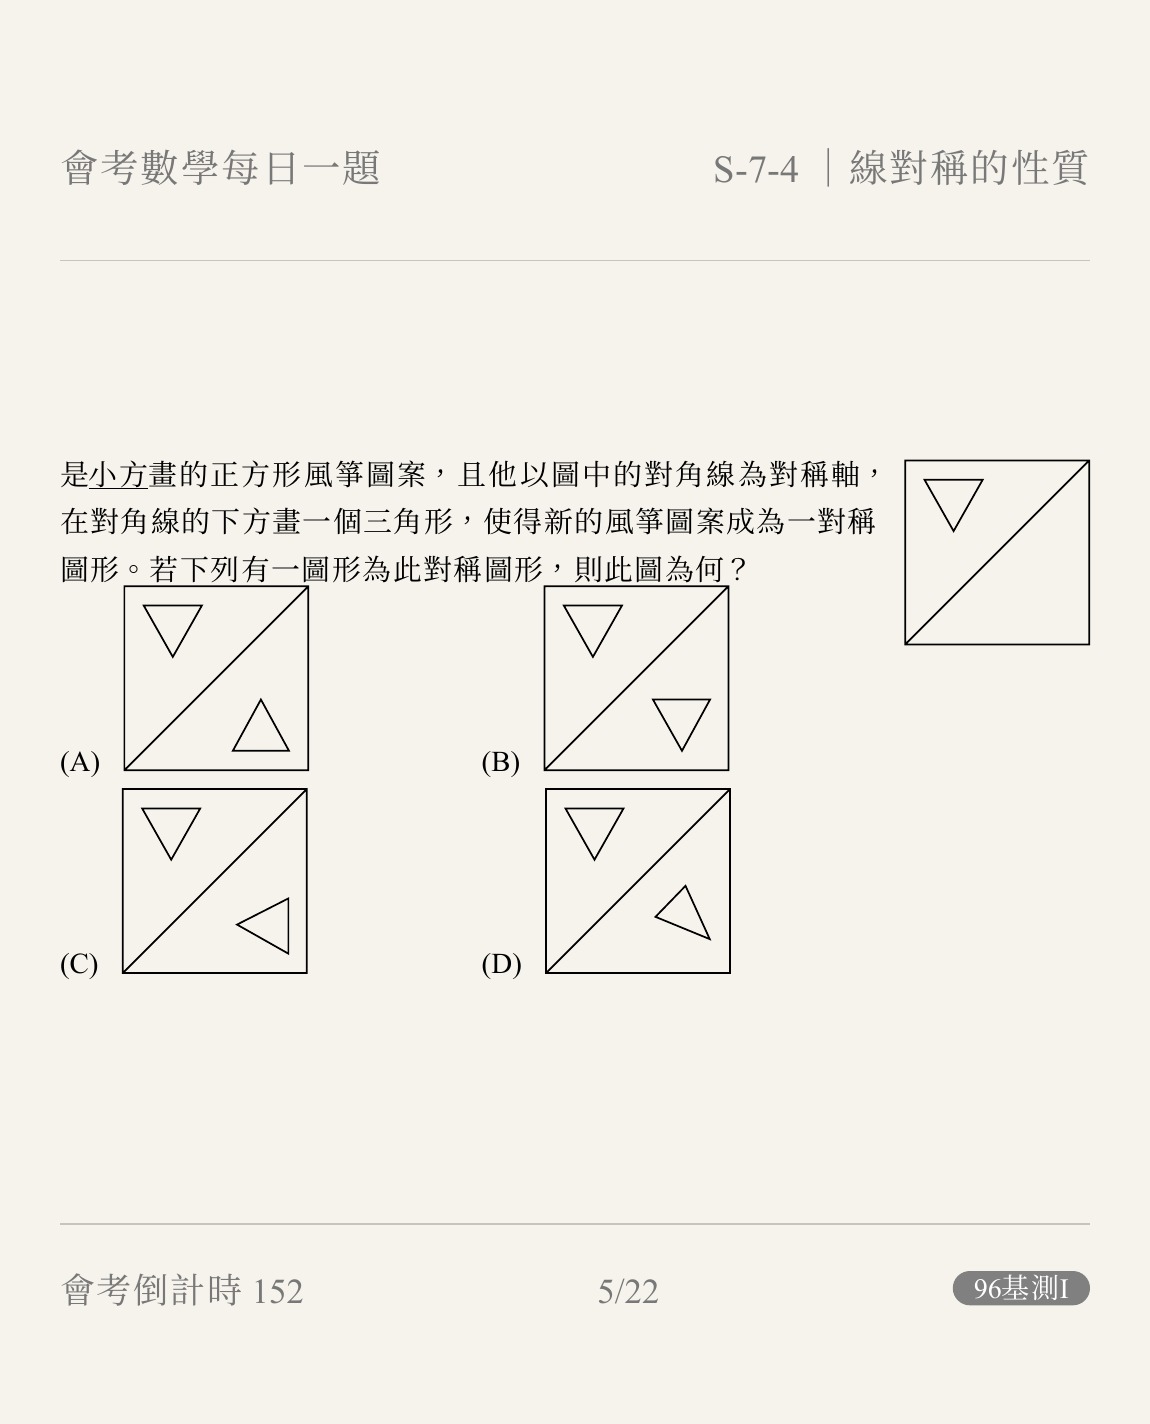 會考數學每日一題
S-7-4 | 線對稱的性質
是小方畫的正方形風箏圖案，且他以圖中的對角線為對稱軸，
在對角線的下方畫一個三角形，使得新的風箏圖案成為一對稱
圖形。若下列有一圖形為此對稱圖形，則此圖為何？
(A)
(B)
(C)
(D)
會考倒計時 152
5/22
96基測I